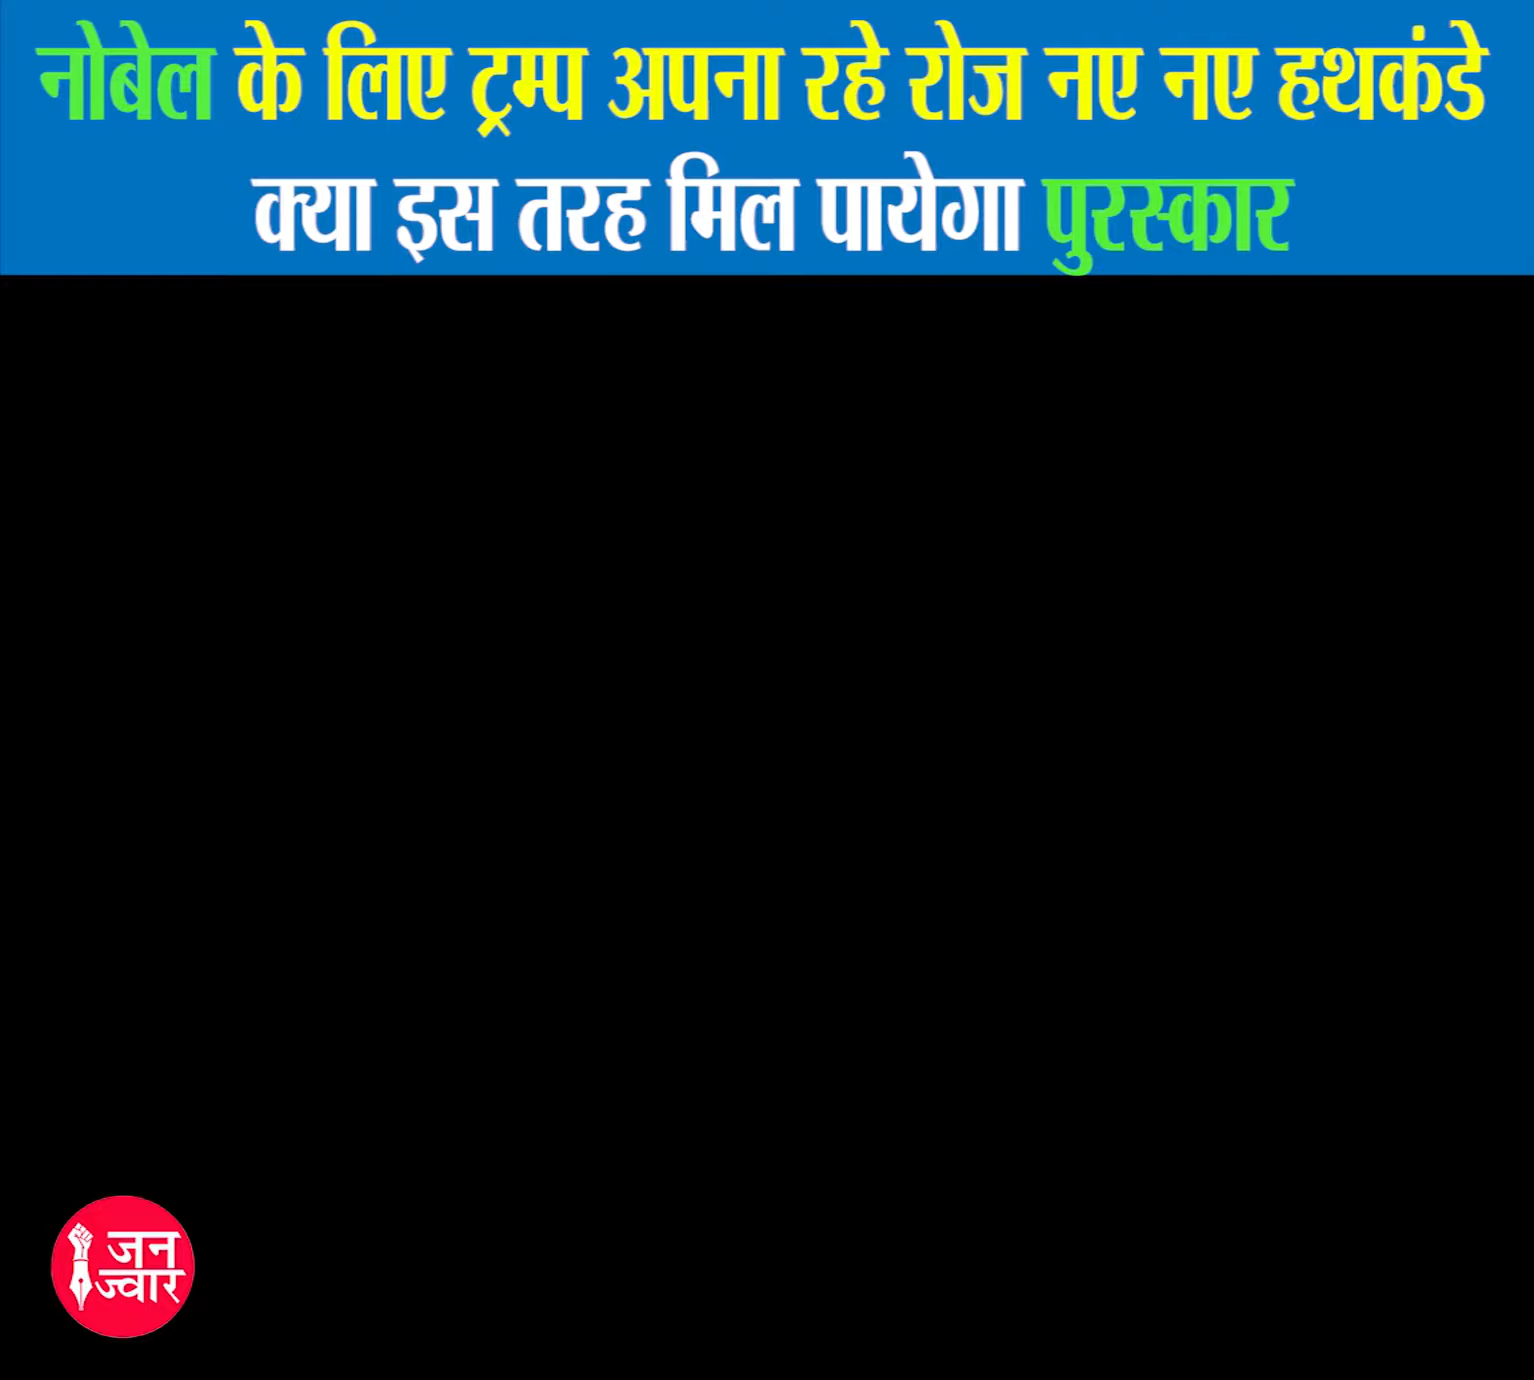 नोबेल के लिए ट्रम्प अपना रहे रोज नए नए हथकंडे
क्या इस तरह मिल पायेगा पुरस्कार
जन
ज्वार